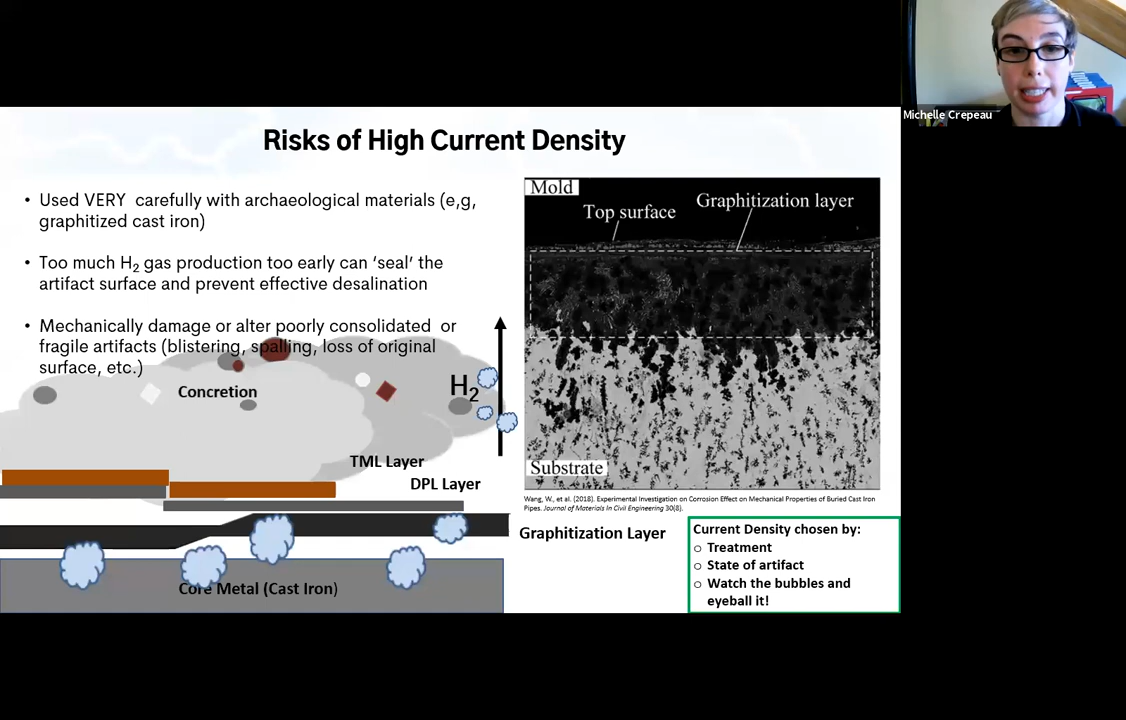 Michelle Crepeau
Risks of High Current Density
• Used VERY carefully with archaeological materials (e,g,
graphitized cast iron)
• Too much H2 gas production too early can ‘seal’ the
artifact surface and prevent effective desalination
• Mechanically damage or alter poorly consolidated or
fragile artifacts (blistering, spalling, loss of original
surface, etc.)
Concretion
H2
TML Layer
DPL Layer
Graphitization Layer
Core Metal (Cast Iron)
Mold
Top surface
Graphitization layer
Substrate
Wang, W., et al. (2018). Experimental Investigation on Corrosion Effect on Mechanical Properties of Buried Cast Iron
Pipes. Journal of Materials In Civil Engineering 30(8).
Current Density chosen by:
o Treatment
o State of artifact
o Watch the bubbles and
eyeball it!